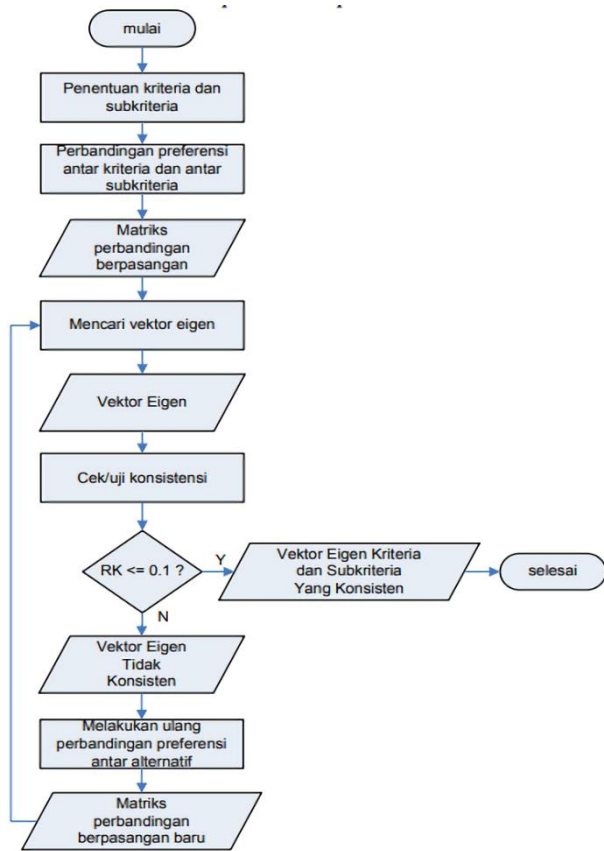 mulai
Penentuan kriteria dan
subkriteria
Perbandingan preferensi
antar kriteria dan antar
subkriteria
Matriks
perbandingan
berpasangan
Mencari vektor eigen
Vektor Eigen
Cek/uji konsistensi
RK <= 0.1 ?
Y
Vektor Eigen Kriteria
dan Subkriteria
Yang Konsisten
selesai
N
Vektor Eigen
Tidak
Konsisten
Melakukan ulang
perbandingan preferensi
antar alternatif
Matriks
perbandingan
berpasangan baru